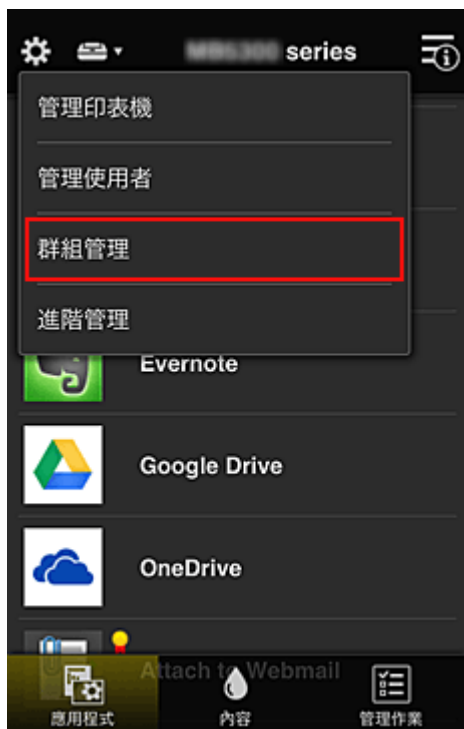 series
管理印表機
管理使用者
群組管理
進階管理
Evernote
Google Drive
OneDrive
Attach to Webmail
應用程式
內容
管理作業